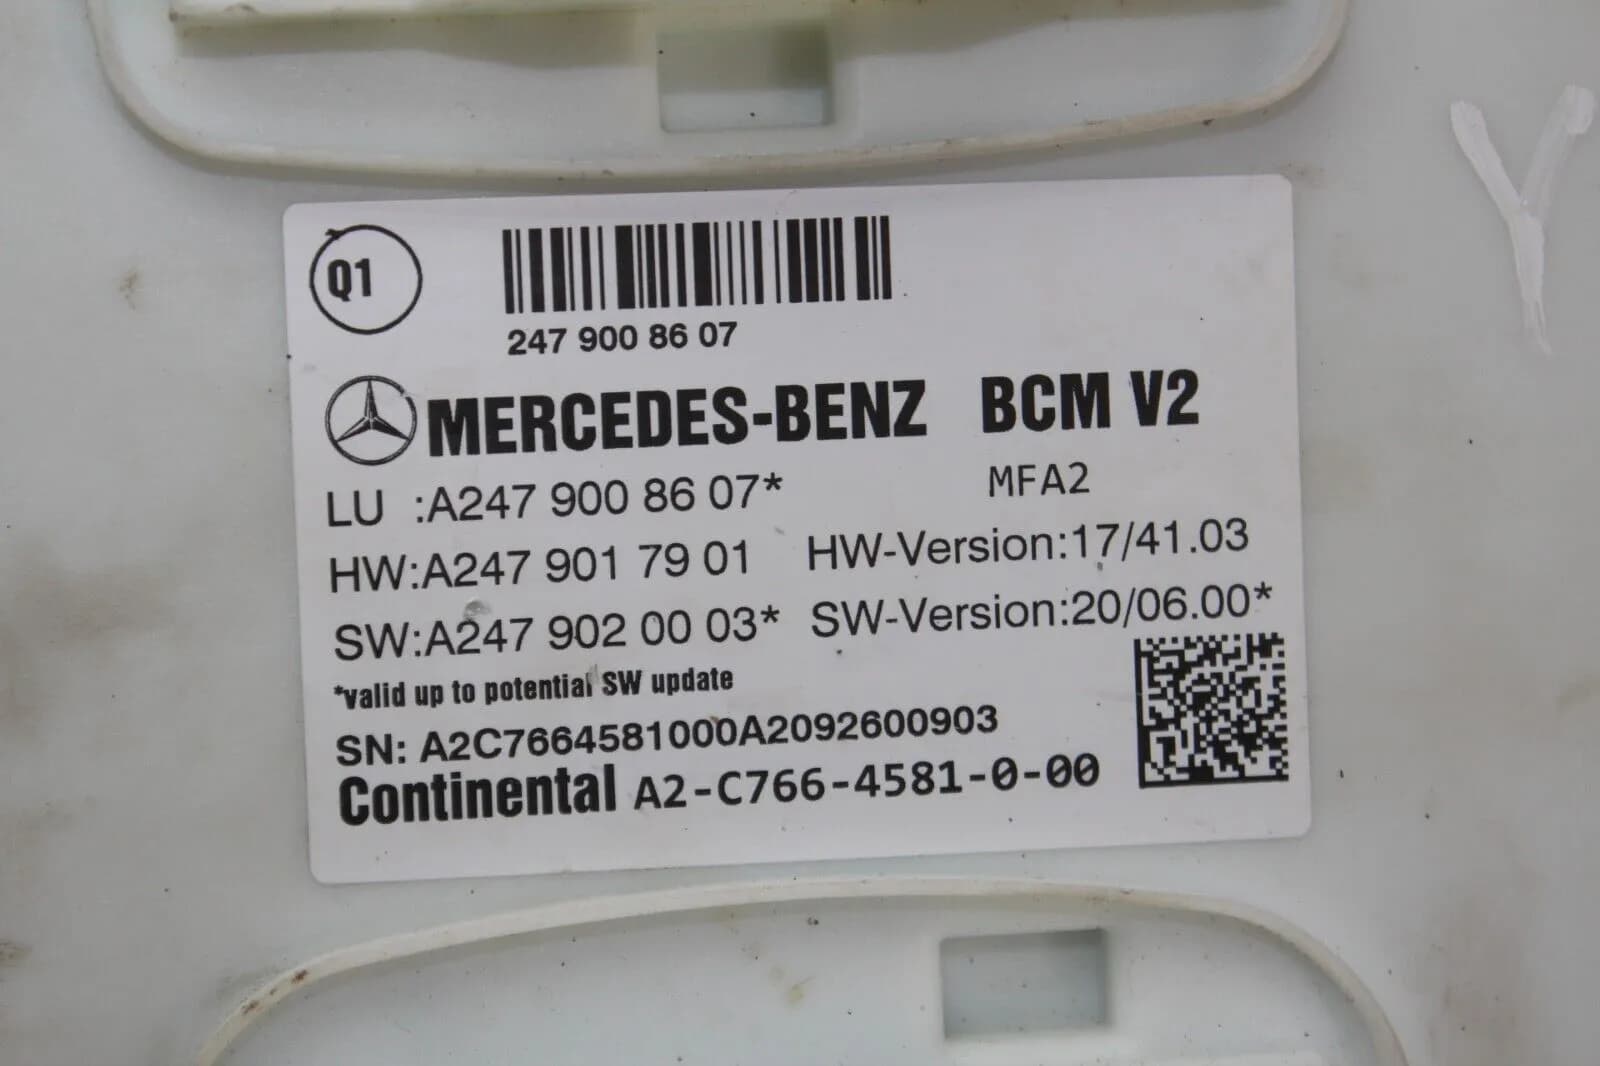 Q1
247 900 86 07
MERCEDES-BENZ BCM V2
MFA2
LU :A247 900 86 07*
HW:A247 901 79 01 HW-Version:17/41.03
SW:A247 902 00 03* SW-Version:20/06.00*
*valid up to potential SW update
SN: A2C7664581000A2092600903
Continental A2-C766-4581-0-00
Y